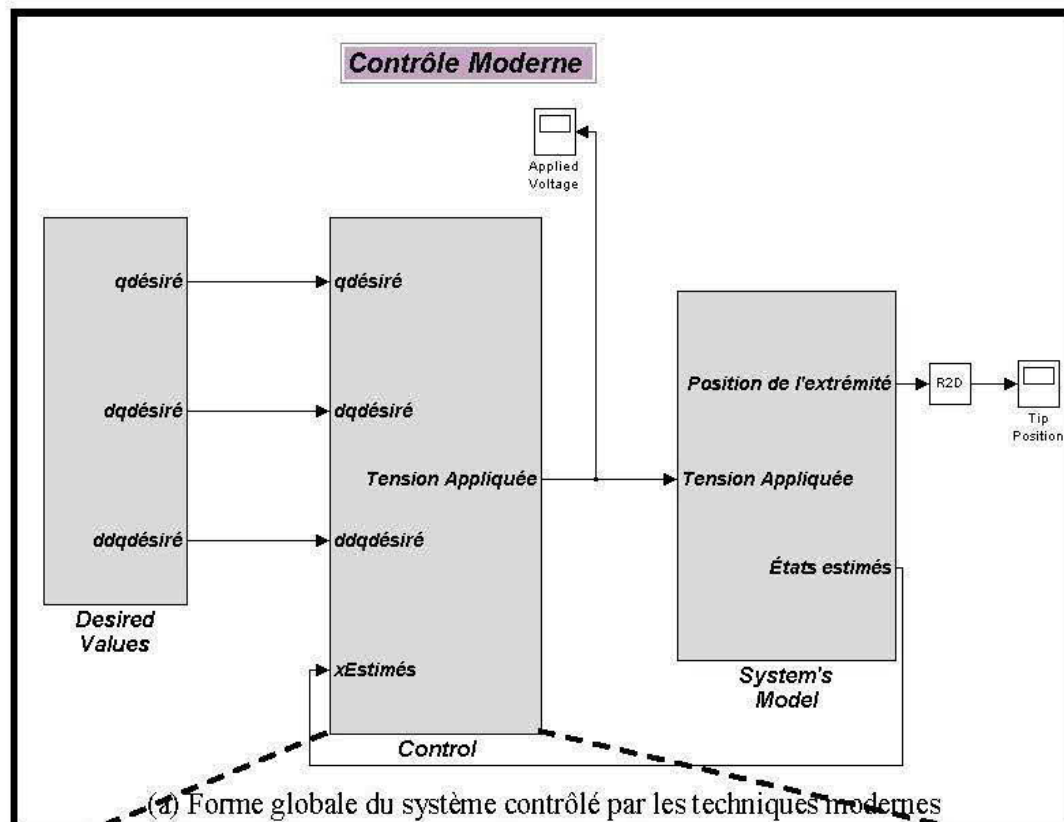 Contrôle Moderne
Applied
Voltage
qdésiré
dqdésiré
ddqdésiré
Desired
Values
qdésiré
dqdésiré
Tension Appliquée
ddqdésiré
xEstimés
Control
Position de l'extrémité
Tension Appliquée
États estimés
System's
Model
R2D
Tip
Position
(a) Forme globale du système contrôlé par les techniques modernes